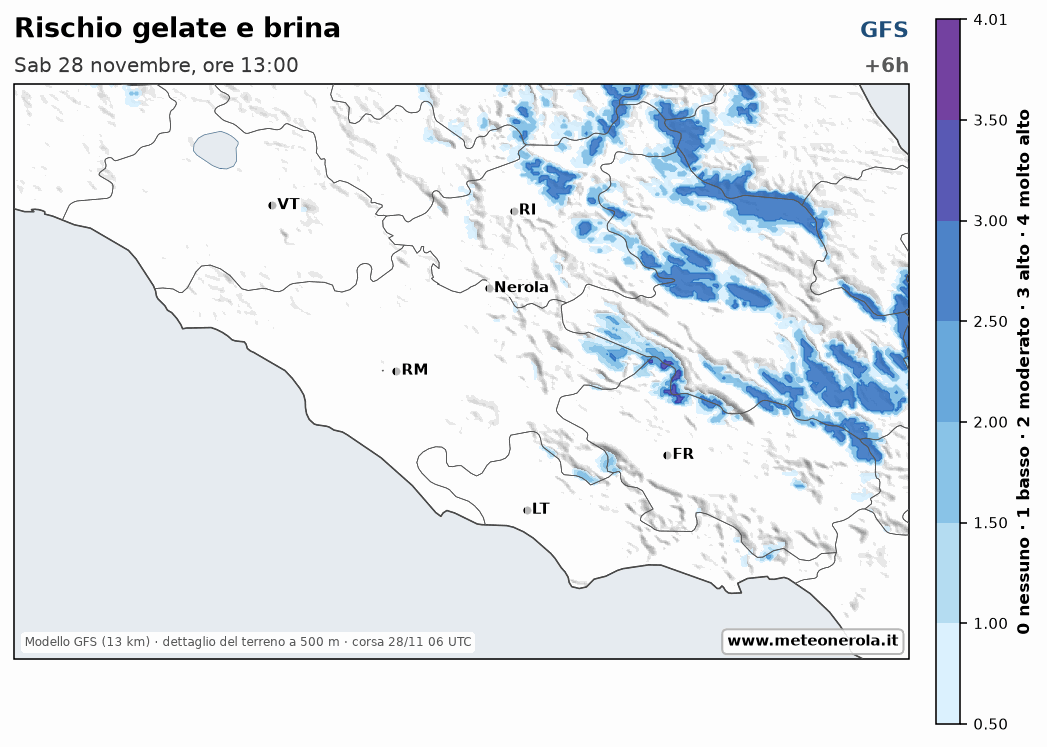 Rischio gelate e brina
GFS
Sab 28 novembre, ore 13:00
+6h
4.01
3.50
3.00
2.50
2.00
1.50
1.00
0.50
0 nessuno · 1 basso · 2 moderato · 3 alto · 4 molto alto
VT
RI
Nerola
RM
FR
LT
Modello GFS (13 km) · dettaglio del terreno a 500 m · corsa 28/11 06 UTC
www.meteonerola.it